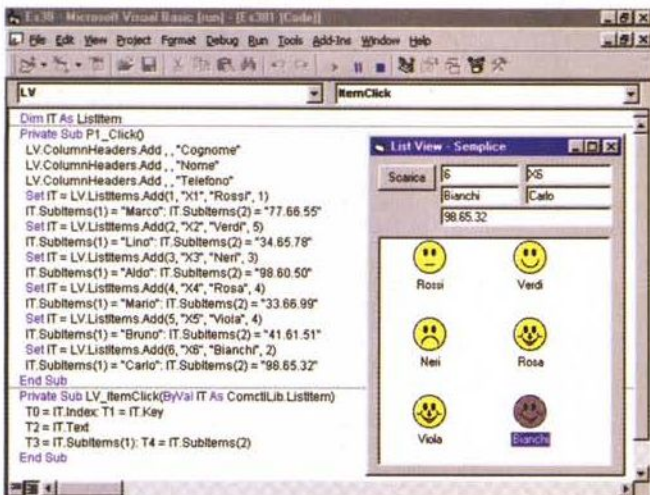 Ex38 - Microsoft Visual Basic [run] - [Ex381 (Code)]
File Edit View Project Format Debug Run Tools Add-Ins Window Help
LV
ItemClick
Dim IT As ListItem
Private Sub P1_Click()
LV.ColumnHeaders.Add , , "Cognome"
LV.ColumnHeaders.Add , , "Nome"
LV.ColumnHeaders.Add , , "Telefono"
Set IT = LV.ListItems.Add(1, "X1", "Rossi", 1)
IT.SubItems(1) = "Marco": IT.SubItems(2) = "77.66.55"
Set IT = LV.ListItems.Add(2, "X2", "Verdi", 5)
IT.SubItems(1) = "Lino": IT.SubItems(2) = "34.65.78"
Set IT = LV.ListItems.Add(3, "X3", "Neri", 3)
IT.SubItems(1) = "Aldo": IT.SubItems(2) = "98.60.50"
Set IT = LV.ListItems.Add(4, "X4", "Rosa", 4)
IT.SubItems(1) = "Mario": IT.SubItems(2) = "33.66.99"
Set IT = LV.ListItems.Add(5, "X5", "Viola", 4)
IT.SubItems(1) = "Bruno": IT.SubItems(2) = "41.61.51"
Set IT = LV.ListItems.Add(6, "X6", "Bianchi", 2)
IT.SubItems(1) = "Carlo": IT.SubItems(2) = "98.65.32"
End Sub
Private Sub LV_ItemClick(ByVal IT As ComctlLib.ListItem)
T0 = IT.Index: T1 = IT.Key
T2 = IT.Text
T3 = IT.SubItems(1): T4 = IT.SubItems(2)
End Sub
List View - Semplice
Scarica
6
X6
Bianchi
Carlo
98.65.32
Rossi
Verdi
Neri
Rosa
Viola
Bianchi